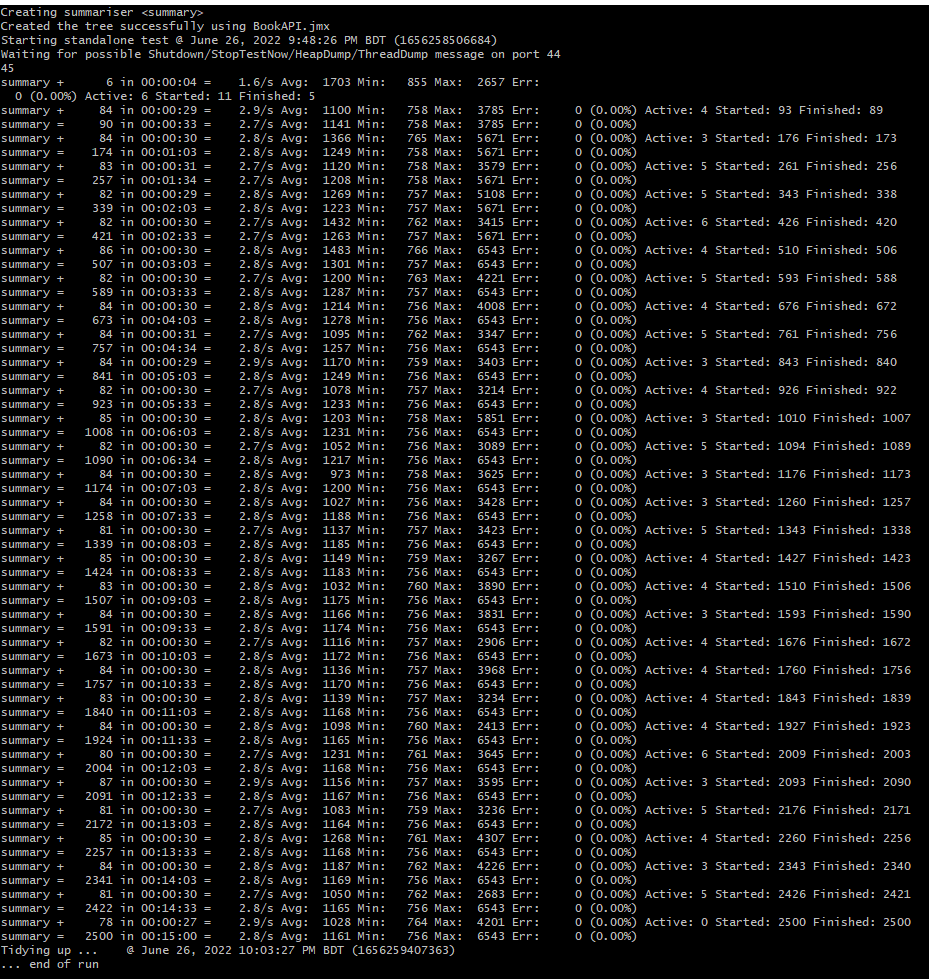 Creating summariser <summary>
Created the tree successfully using BookAPI.jmx
Starting standalone test @ June 26, 2022 9:48:26 PM BDT (1656258506684)
Waiting for possible Shutdown/StopTestNow/HeapDump/ThreadDump message on port 44
45
summary +      6 in 00:00:04 =    1.6/s Avg:  1703 Min:   855 Max:  2657 Err:
  0 (0.00%) Active: 6 Started: 11 Finished: 5
summary +     84 in 00:00:29 =    2.9/s Avg:  1100 Min:   758 Max:  3785 Err:     0 (0.00%) Active: 4 Started: 93 Finished: 89
summary =     90 in 00:00:33 =    2.7/s Avg:  1141 Min:   758 Max:  3785 Err:     0 (0.00%)
summary +     84 in 00:00:30 =    2.8/s Avg:  1366 Min:   765 Max:  5671 Err:     0 (0.00%) Active: 3 Started: 176 Finished: 173
summary =    174 in 00:01:03 =    2.8/s Avg:  1249 Min:   758 Max:  5671 Err:     0 (0.00%)
summary +     83 in 00:00:31 =    2.7/s Avg:  1120 Min:   758 Max:  3579 Err:     0 (0.00%) Active: 5 Started: 261 Finished: 256
summary =    257 in 00:01:34 =    2.7/s Avg:  1208 Min:   758 Max:  5671 Err:     0 (0.00%)
summary +     82 in 00:00:29 =    2.8/s Avg:  1269 Min:   757 Max:  5108 Err:     0 (0.00%) Active: 5 Started: 343 Finished: 338
summary =    339 in 00:02:03 =    2.8/s Avg:  1223 Min:   757 Max:  5671 Err:     0 (0.00%)
summary +     82 in 00:00:30 =    2.7/s Avg:  1432 Min:   762 Max:  3415 Err:     0 (0.00%) Active: 6 Started: 426 Finished: 420
summary =    421 in 00:02:33 =    2.7/s Avg:  1263 Min:   757 Max:  5671 Err:     0 (0.00%)
summary +     86 in 00:00:30 =    2.8/s Avg:  1483 Min:   766 Max:  6543 Err:     0 (0.00%) Active: 4 Started: 510 Finished: 506
summary =    507 in 00:03:03 =    2.8/s Avg:  1301 Min:   757 Max:  6543 Err:     0 (0.00%)
summary +     82 in 00:00:30 =    2.7/s Avg:  1200 Min:   763 Max:  4221 Err:     0 (0.00%) Active: 5 Started: 593 Finished: 588
summary =    589 in 00:03:33 =    2.8/s Avg:  1287 Min:   757 Max:  6543 Err:     0 (0.00%)
summary +     84 in 00:00:30 =    2.8/s Avg:  1214 Min:   756 Max:  4008 Err:     0 (0.00%) Active: 4 Started: 676 Finished: 672
summary =    673 in 00:04:03 =    2.8/s Avg:  1278 Min:   756 Max:  6543 Err:     0 (0.00%)
summary +     84 in 00:00:31 =    2.7/s Avg:  1095 Min:   762 Max:  3347 Err:     0 (0.00%) Active: 5 Started: 761 Finished: 756
summary =    757 in 00:04:34 =    2.8/s Avg:  1257 Min:   756 Max:  6543 Err:     0 (0.00%)
summary +     84 in 00:00:29 =    2.9/s Avg:  1170 Min:   759 Max:  3403 Err:     0 (0.00%) Active: 3 Started: 843 Finished: 840
summary =    841 in 00:05:03 =    2.8/s Avg:  1249 Min:   756 Max:  6543 Err:     0 (0.00%)
summary +     82 in 00:00:30 =    2.7/s Avg:  1078 Min:   757 Max:  3214 Err:     0 (0.00%) Active: 4 Started: 926 Finished: 922
summary =    923 in 00:05:33 =    2.8/s Avg:  1233 Min:   756 Max:  6543 Err:     0 (0.00%)
summary +     85 in 00:00:30 =    2.8/s Avg:  1203 Min:   758 Max:  5851 Err:     0 (0.00%) Active: 3 Started: 1010 Finished: 1007
summary =   1008 in 00:06:03 =    2.8/s Avg:  1231 Min:   756 Max:  6543 Err:     0 (0.00%)
summary +     82 in 00:00:30 =    2.7/s Avg:  1052 Min:   756 Max:  3089 Err:     0 (0.00%) Active: 5 Started: 1094 Finished: 1089
summary =   1090 in 00:06:34 =    2.8/s Avg:  1217 Min:   756 Max:  6543 Err:     0 (0.00%)
summary +     84 in 00:00:30 =    2.8/s Avg:   973 Min:   758 Max:  3625 Err:     0 (0.00%) Active: 3 Started: 1176 Finished: 1173
summary =   1174 in 00:07:03 =    2.8/s Avg:  1200 Min:   756 Max:  6543 Err:     0 (0.00%)
summary +     84 in 00:00:30 =    2.8/s Avg:  1027 Min:   756 Max:  3428 Err:     0 (0.00%) Active: 3 Started: 1260 Finished: 1257
summary =   1258 in 00:07:33 =    2.8/s Avg:  1188 Min:   756 Max:  6543 Err:     0 (0.00%)
summary +     81 in 00:00:30 =    2.7/s Avg:  1137 Min:   757 Max:  3423 Err:     0 (0.00%) Active: 5 Started: 1343 Finished: 1338
summary =   1339 in 00:08:03 =    2.8/s Avg:  1185 Min:   756 Max:  6543 Err:     0 (0.00%)
summary +     85 in 00:00:30 =    2.8/s Avg:  1149 Min:   759 Max:  3267 Err:     0 (0.00%) Active: 4 Started: 1427 Finished: 1423
summary =   1424 in 00:08:33 =    2.8/s Avg:  1183 Min:   756 Max:  6543 Err:     0 (0.00%)
summary +     83 in 00:00:30 =    2.8/s Avg:  1032 Min:   760 Max:  3890 Err:     0 (0.00%) Active: 4 Started: 1510 Finished: 1506
summary =   1507 in 00:09:03 =    2.8/s Avg:  1175 Min:   756 Max:  6543 Err:     0 (0.00%)
summary +     84 in 00:00:30 =    2.8/s Avg:  1166 Min:   756 Max:  3831 Err:     0 (0.00%) Active: 3 Started: 1593 Finished: 1590
summary =   1591 in 00:09:33 =    2.8/s Avg:  1174 Min:   756 Max:  6543 Err:     0 (0.00%)
summary +     82 in 00:00:30 =    2.7/s Avg:  1116 Min:   757 Max:  2906 Err:     0 (0.00%) Active: 4 Started: 1676 Finished: 1672
summary =   1673 in 00:10:03 =    2.8/s Avg:  1172 Min:   756 Max:  6543 Err:     0 (0.00%)
summary +     84 in 00:00:30 =    2.8/s Avg:  1136 Min:   757 Max:  3968 Err:     0 (0.00%) Active: 4 Started: 1760 Finished: 1756
summary =   1757 in 00:10:33 =    2.8/s Avg:  1170 Min:   756 Max:  6543 Err:     0 (0.00%)
summary +     83 in 00:00:30 =    2.8/s Avg:  1139 Min:   757 Max:  3234 Err:     0 (0.00%) Active: 4 Started: 1843 Finished: 1839
summary =   1840 in 00:11:03 =    2.8/s Avg:  1168 Min:   756 Max:  6543 Err:     0 (0.00%)
summary +     84 in 00:00:30 =    2.8/s Avg:  1098 Min:   760 Max:  2413 Err:     0 (0.00%) Active: 4 Started: 1927 Finished: 1923
summary =   1924 in 00:11:33 =    2.8/s Avg:  1165 Min:   756 Max:  6543 Err:     0 (0.00%)
summary +     80 in 00:00:30 =    2.7/s Avg:  1231 Min:   761 Max:  3645 Err:     0 (0.00%) Active: 6 Started: 2009 Finished: 2003
summary =   2004 in 00:12:03 =    2.8/s Avg:  1168 Min:   756 Max:  6543 Err:     0 (0.00%)
summary +     87 in 00:00:30 =    2.9/s Avg:  1156 Min:   757 Max:  3595 Err:     0 (0.00%) Active: 3 Started: 2093 Finished: 2090
summary =   2091 in 00:12:33 =    2.8/s Avg:  1167 Min:   756 Max:  6543 Err:     0 (0.00%)
summary +     81 in 00:00:30 =    2.7/s Avg:  1083 Min:   759 Max:  3236 Err:     0 (0.00%) Active: 5 Started: 2176 Finished: 2171
summary =   2172 in 00:13:03 =    2.8/s Avg:  1164 Min:   756 Max:  6543 Err:     0 (0.00%)
summary +     85 in 00:00:30 =    2.8/s Avg:  1268 Min:   761 Max:  4307 Err:     0 (0.00%) Active: 4 Started: 2260 Finished: 2256
summary =   2257 in 00:13:33 =    2.8/s Avg:  1168 Min:   756 Max:  6543 Err:     0 (0.00%)
summary +     84 in 00:00:30 =    2.8/s Avg:  1187 Min:   762 Max:  4226 Err:     0 (0.00%) Active: 3 Started: 2343 Finished: 2340
summary =   2341 in 00:14:03 =    2.8/s Avg:  1169 Min:   756 Max:  6543 Err:     0 (0.00%)
summary +     81 in 00:00:30 =    2.7/s Avg:  1050 Min:   762 Max:  2683 Err:     0 (0.00%) Active: 5 Started: 2426 Finished: 2421
summary =   2422 in 00:14:33 =    2.8/s Avg:  1165 Min:   756 Max:  6543 Err:     0 (0.00%)
summary +     78 in 00:00:27 =    2.9/s Avg:  1028 Min:   764 Max:  4201 Err:     0 (0.00%) Active: 0 Started: 2500 Finished: 2500
summary =   2500 in 00:15:00 =    2.8/s Avg:  1161 Min:   756 Max:  6543 Err:     0 (0.00%)
Tidying up ...    @ June 26, 2022 10:03:27 PM BDT (1656259407363)
... end of run